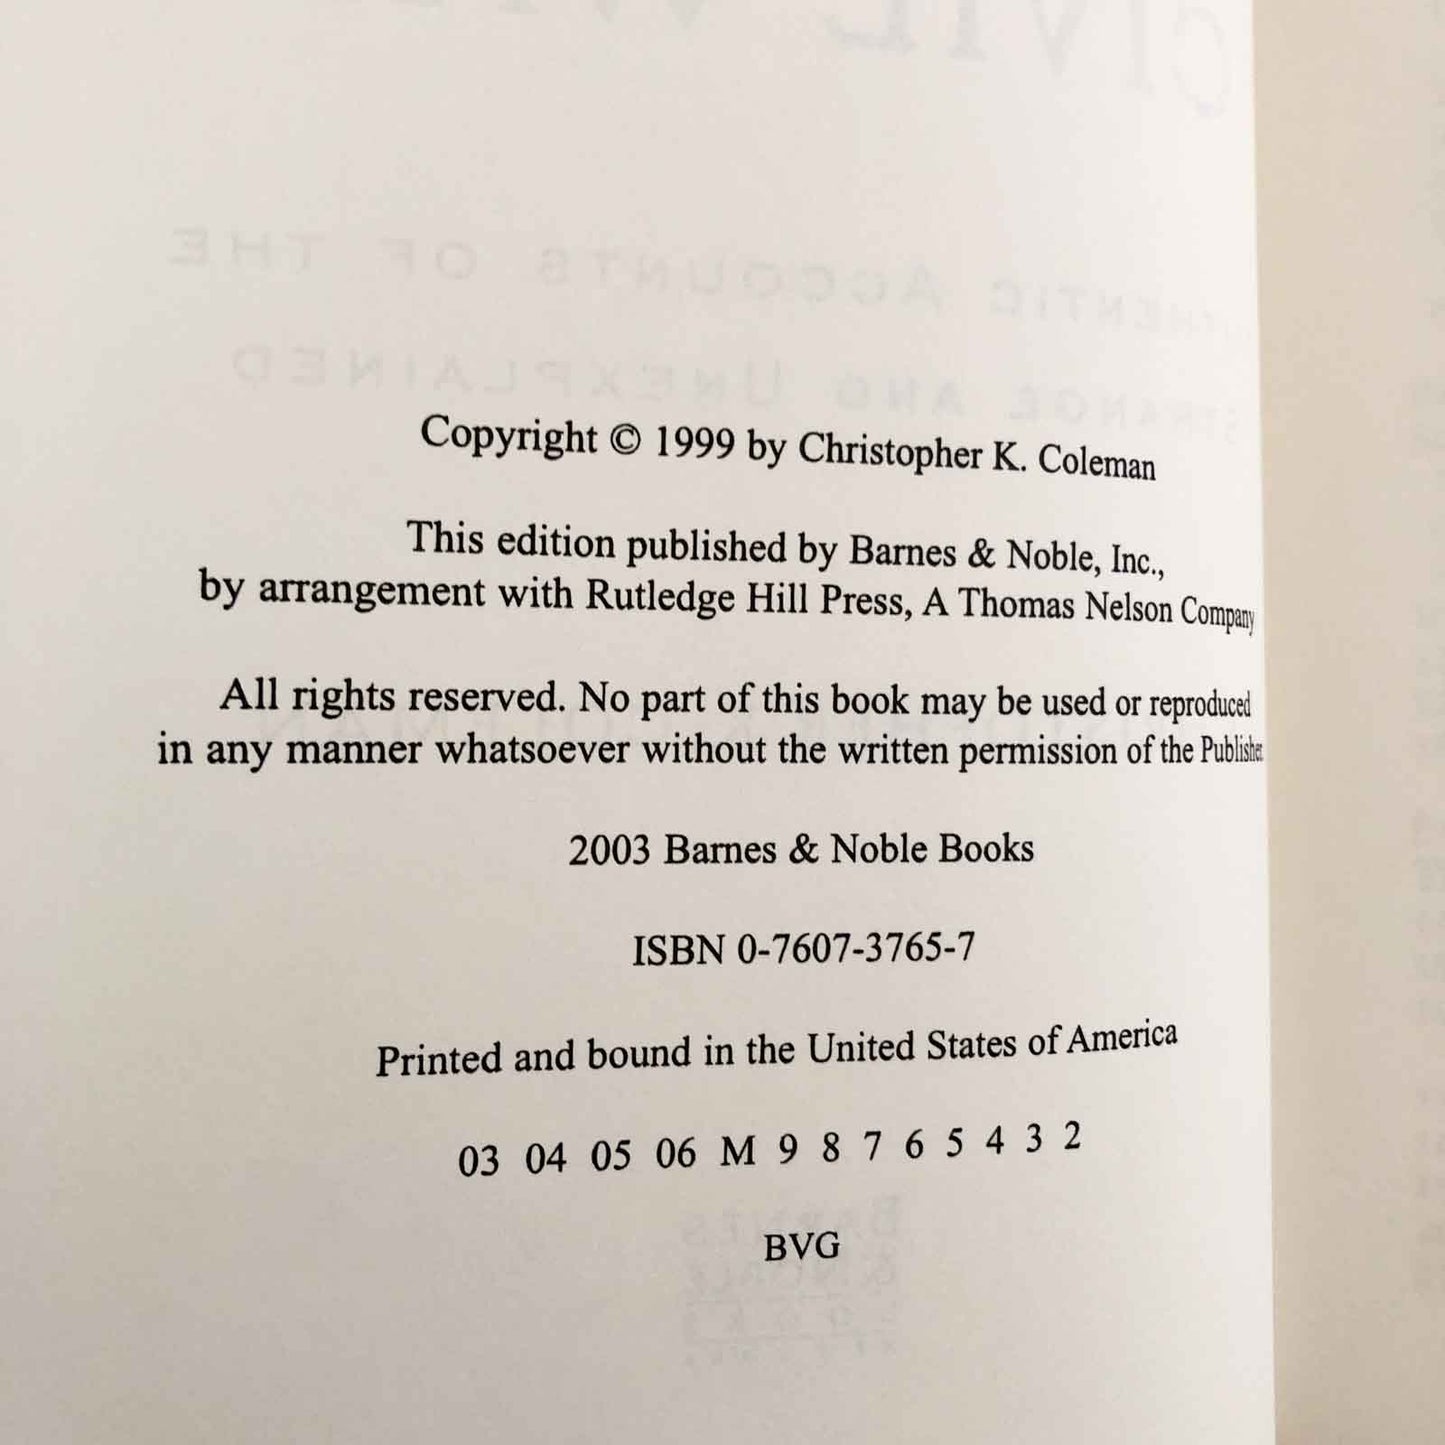 Copyright © 1999 by Christopher K. Coleman
This edition published by Barnes & Noble, Inc.,
by arrangement with Rutledge Hill Press, A Thomas Nelson Company
All rights reserved. No part of this book may be used or reproduced
in any manner whatsoever without the written permission of the Publisher.
2003 Barnes & Noble Books
ISBN 0-7607-3765-7
Printed and bound in the United States of America
03 04 05 06 M 9 8 7 6 5 4 3 2
BVG